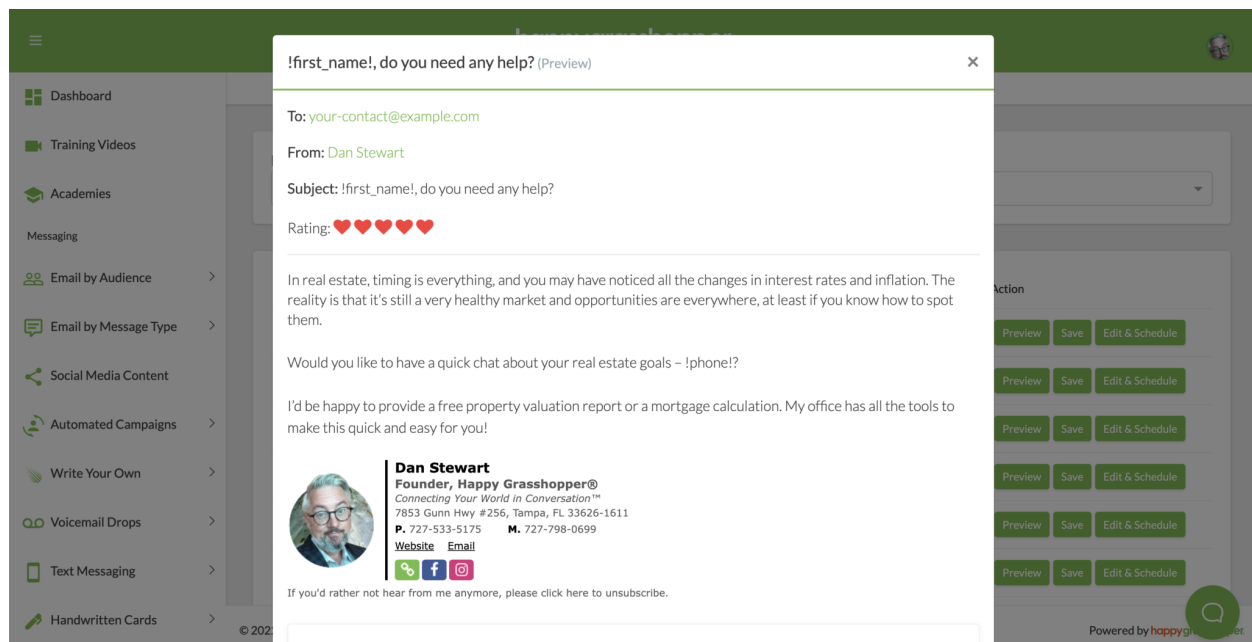 !first_name!, do you need any help? (Preview)
×
Dashboard
Training Videos
Academies
Messaging
Email by Audience
Email by Message Type
Social Media Content
Automated Campaigns
Write Your Own
Voicemail Drops
Text Messaging
Handwritten Cards
To: your-contact@example.com
From: Dan Stewart
Subject: !first_name!, do you need any help?
Rating:
In real estate, timing is everything, and you may have noticed all the changes in interest rates and inflation. The
reality is that it’s still a very healthy market and opportunities are everywhere, at least if you know how to spot
them.
Would you like to have a quick chat about your real estate goals – !phone!?
I’d be happy to provide a free property valuation report or a mortgage calculation. My office has all the tools to
make this quick and easy for you!
Dan Stewart
Founder, Happy Grasshopper®
Connecting Your World in Conversation™
7853 Gunn Hwy #256, Tampa, FL 33626-1611
P. 727-533-5175 M. 727-798-0699
Website Email
If you'd rather not hear from me anymore, please click here to unsubscribe.
Action
Preview Save Edit & Schedule
Preview Save Edit & Schedule
Preview Save Edit & Schedule
Preview Save Edit & Schedule
Preview Save Edit & Schedule
Preview Save Edit & Schedule
© 202
Powered by happy